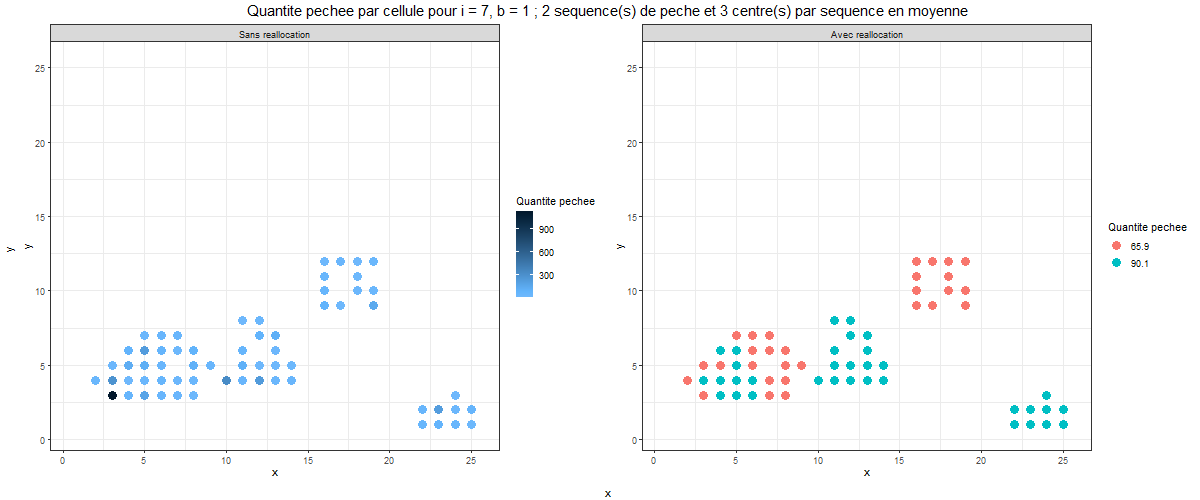 Quantite pechee par cellule pour i = 7, b = 1 ; 2 sequence(s) de peche et 3 centre(s) par sequence en moyenne
Sans reallocation
25
20
15
10
5
0
y
y
0 5 10 15 20 25
x
Quantite pechee
900
600
300
Avec reallocation
25
20
15
10
5
0
y
0 5 10 15 20 25
x
Quantite pechee
65.9
90.1
x